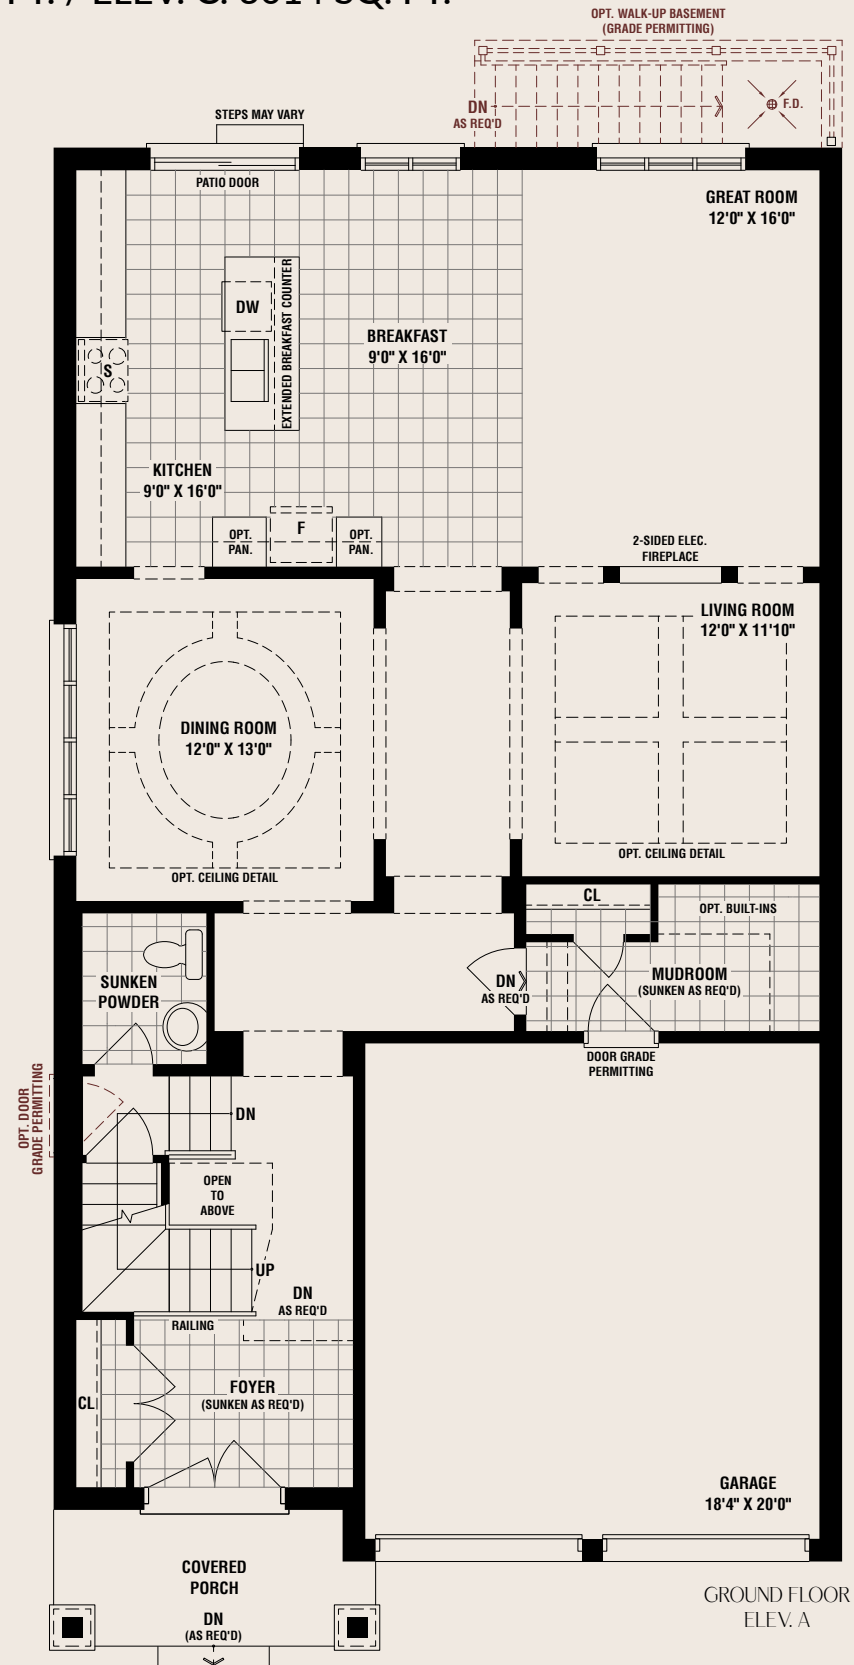 OPT. WALK-UP BASEMENT
(GRADE PERMITTING)
DN
AS REQ'D
F.D.
STEPS MAY VARY
PATIO DOOR
GREAT ROOM
12'0" X 16'0"
DW
EXTENDED BREAKFAST COUNTER
BREAKFAST
9'0" X 16'0"
S
KITCHEN
9'0" X 16'0"
OPT.
PAN.
F
OPT.
PAN.
2-SIDED ELEC.
FIREPLACE
LIVING ROOM
12'0" X 11'10"
DINING ROOM
12'0" X 13'0"
OPT. CEILING DETAIL
OPT. CEILING DETAIL
CL
OPT. BUILT-INS
SUNKEN
POWDER
DN
AS REQ'D
MUDROOM
(SUNKEN AS REQ'D)
DOOR GRADE
PERMITTING
OPT. DOOR
GRADE PERMITTING
DN
OPEN
TO
ABOVE
UP
DN
AS REQ'D
RAILING
CL
FOYER
(SUNKEN AS REQ'D)
GARAGE
18'4" X 20'0"
COVERED
PORCH
DN
(AS REQ'D)
GROUND FLOOR
ELEV. A